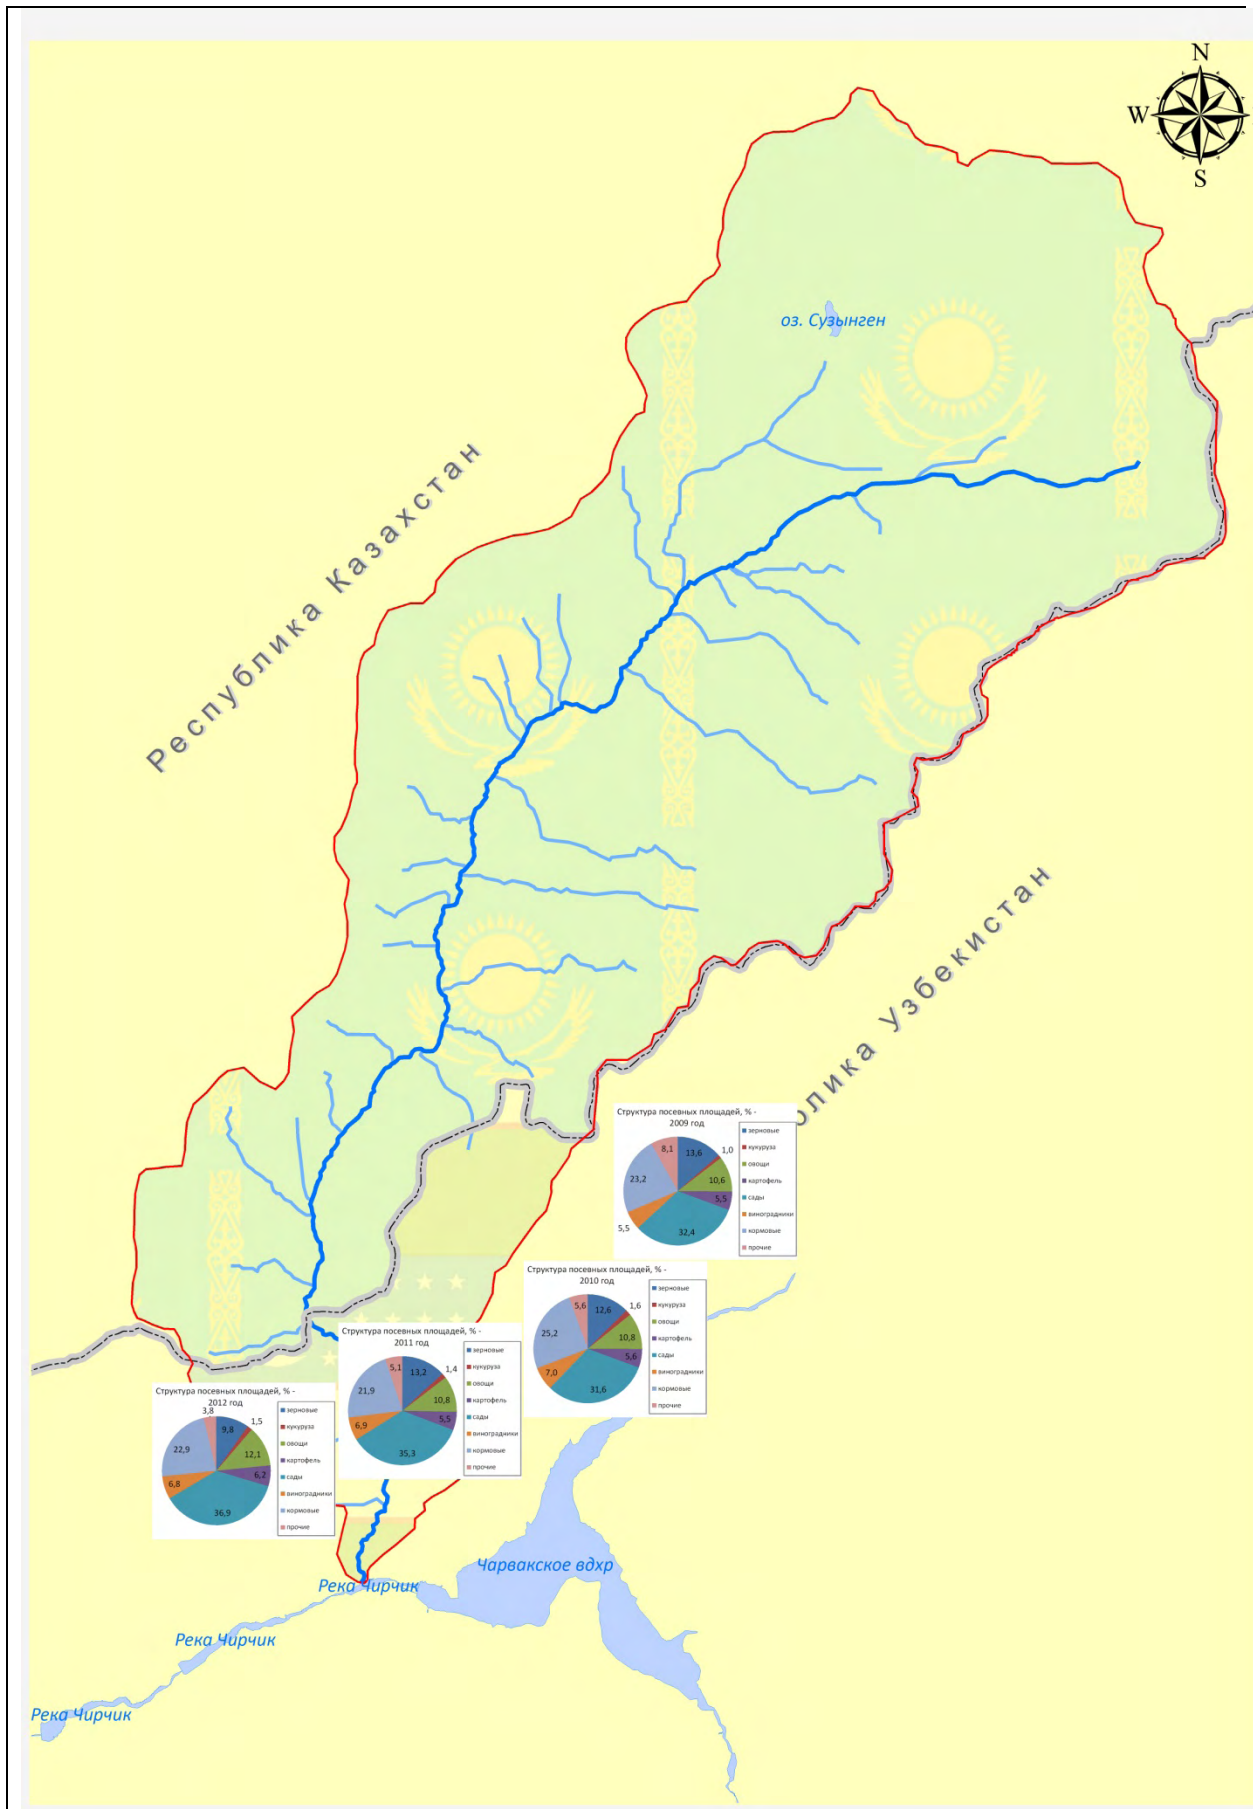 N
W
S
оз. Сузынген
Республика Казахстан
олика Узбекистан
Структура посевных площадей, % -
2009 год
8,1
13,6
1,0
10,6
5,5
32,4
5,5
23,2
зерновые
кукуруза
овощи
картофель
сады
виноградники
кормовые
прочие
Структура посевных площадей, % -
2010 год
5,6
12,6
1,6
10,8
5,6
31,6
7,0
25,2
зерновые
кукуруза
овощи
картофель
сады
виноградники
кормовые
прочие
Структура посевных площадей, % -
2011 год
5,1
13,2
1,4
10,8
5,5
35,3
6,9
21,9
зерновые
кукуруза
овощи
картофель
сады
виноградники
кормовые
прочие
Структура посевных площадей, % -
2012 год
3,8
9,8
1,5
12,1
6,2
36,9
6,8
22,9
зерновые
кукуруза
овощи
картофель
сады
виноградники
кормовые
прочие
Чарвакское вдхр
Река Чирчик
Река Чирчик
Река Чирчик